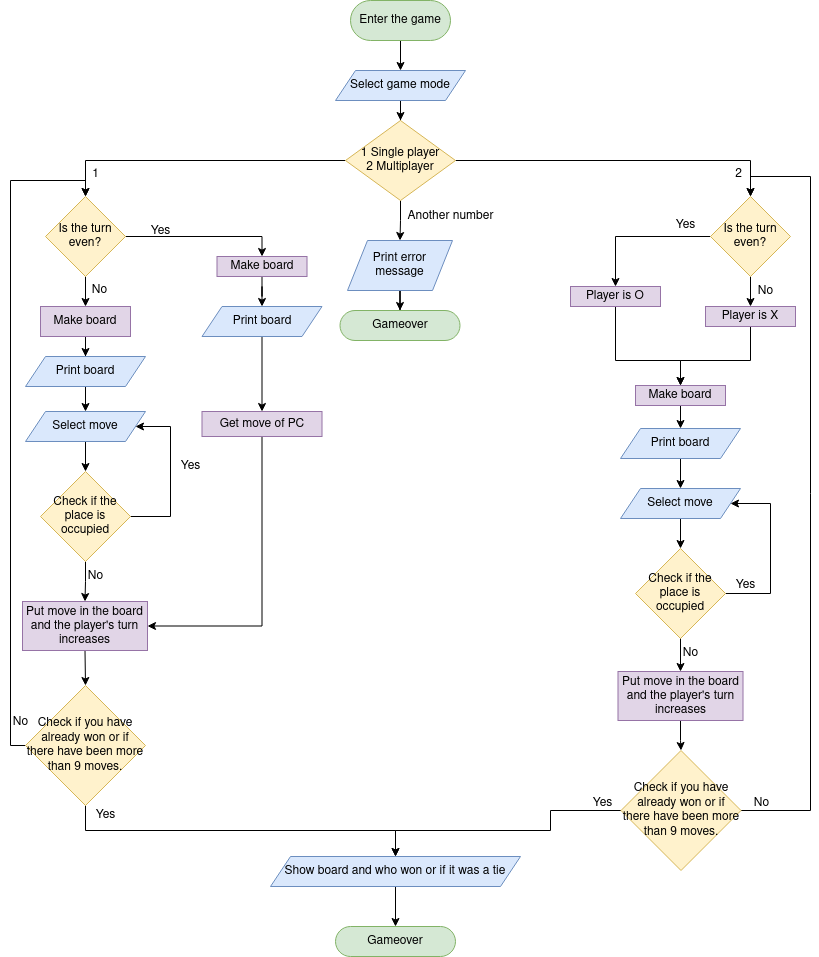 Enter the game
Select game mode
1 Single player
2 Multiplayer
1
2
Another number
Print error
message
Gameover
Is the turn
even?
Yes
No
Make board
Print board
Get move of PC
Make board
Print board
Select move
Yes
Check if the
place is
occupied
No
Put move in the board
and the player's turn
increases
No
Check if you have
already won or if
there have been more
than 9 moves.
Yes
Is the turn
even?
Yes
No
Player is O
Player is X
Make board
Print board
Select move
Check if the
place is
occupied
Yes
No
Put move in the board
and the player's turn
increases
Check if you have
already won or if
there have been more
than 9 moves.
Yes
No
Show board and who won or if it was a tie
Gameover